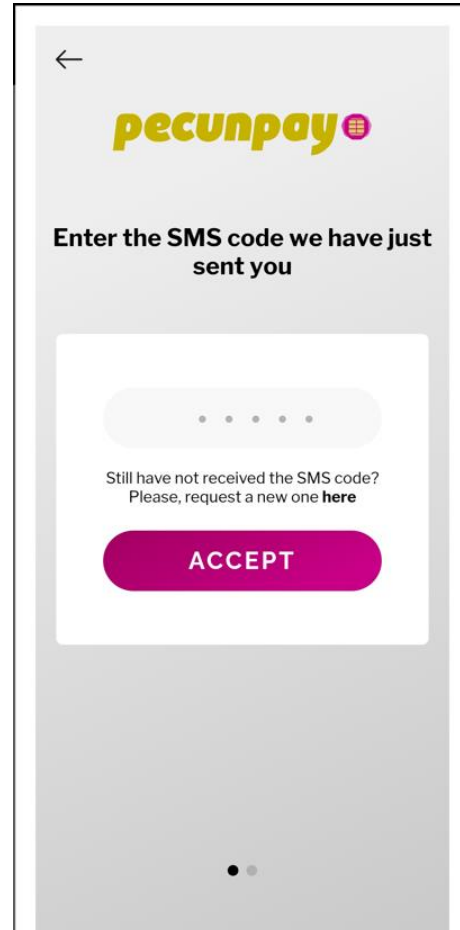 pecunpay
Enter the SMS code we have just
sent you
Still have not received the SMS code?
Please, request a new one here
ACCEPT